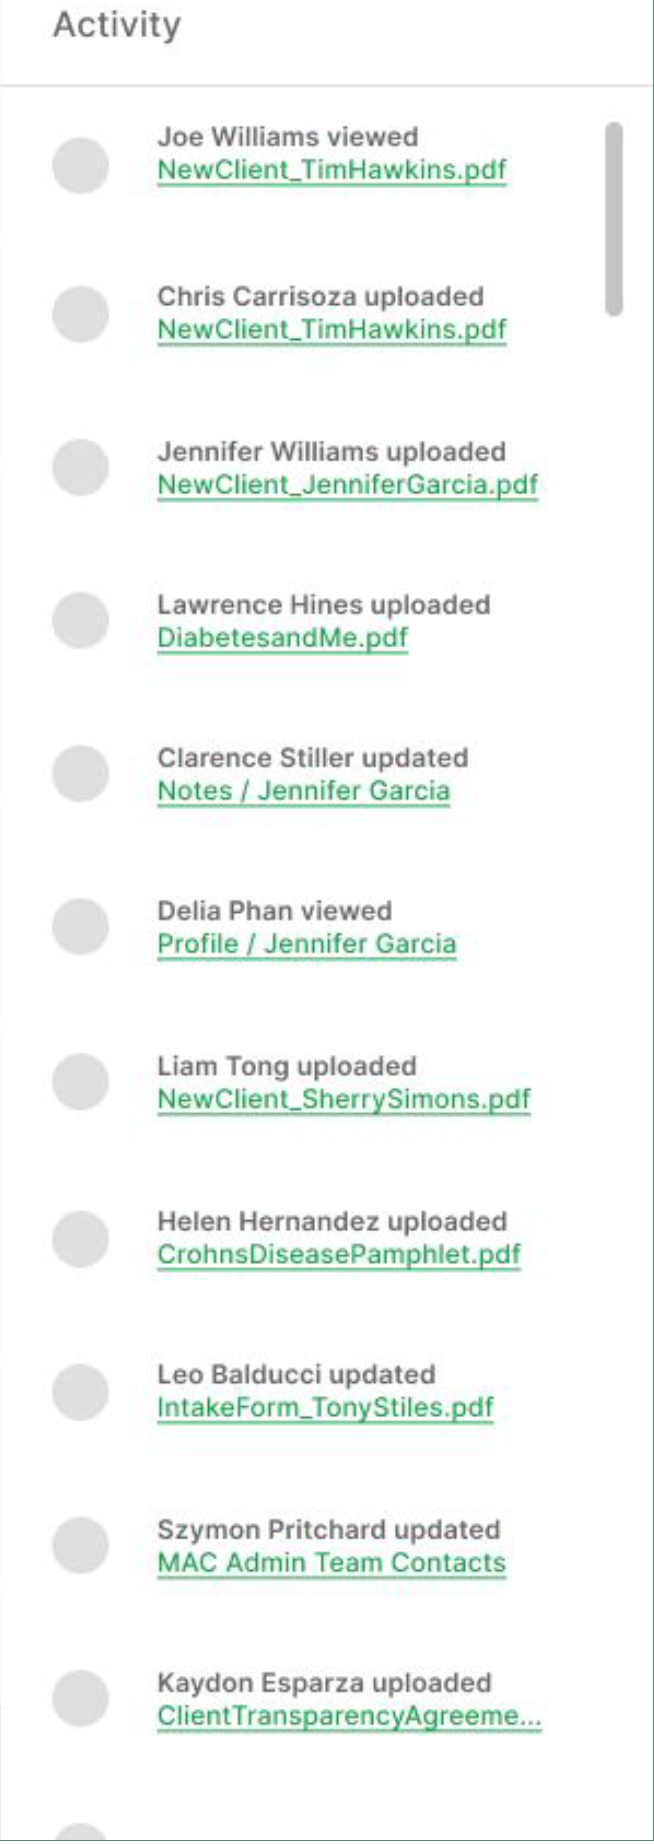 Activity
Joe Williams viewed
NewClient_TimHawkins.pdf
Chris Carrisoza uploaded
NewClient_TimHawkins.pdf
Jennifer Williams uploaded
NewClient_JenniferGarcia.pdf
Lawrence Hines uploaded
DiabetesandMe.pdf
Clarence Stiller updated
Notes / Jennifer Garcia
Delia Phan viewed
Profile / Jennifer Garcia
Liam Tong uploaded
NewClient_SherrySimons.pdf
Helen Hernandez uploaded
CrohnsDiseasePamphlet.pdf
Leo Balducci updated
IntakeForm_TonyStiles.pdf
Szymon Pritchard updated
MAC Admin Team Contacts
Kaydon Esparza uploaded
ClientTransparencyAgreeme...